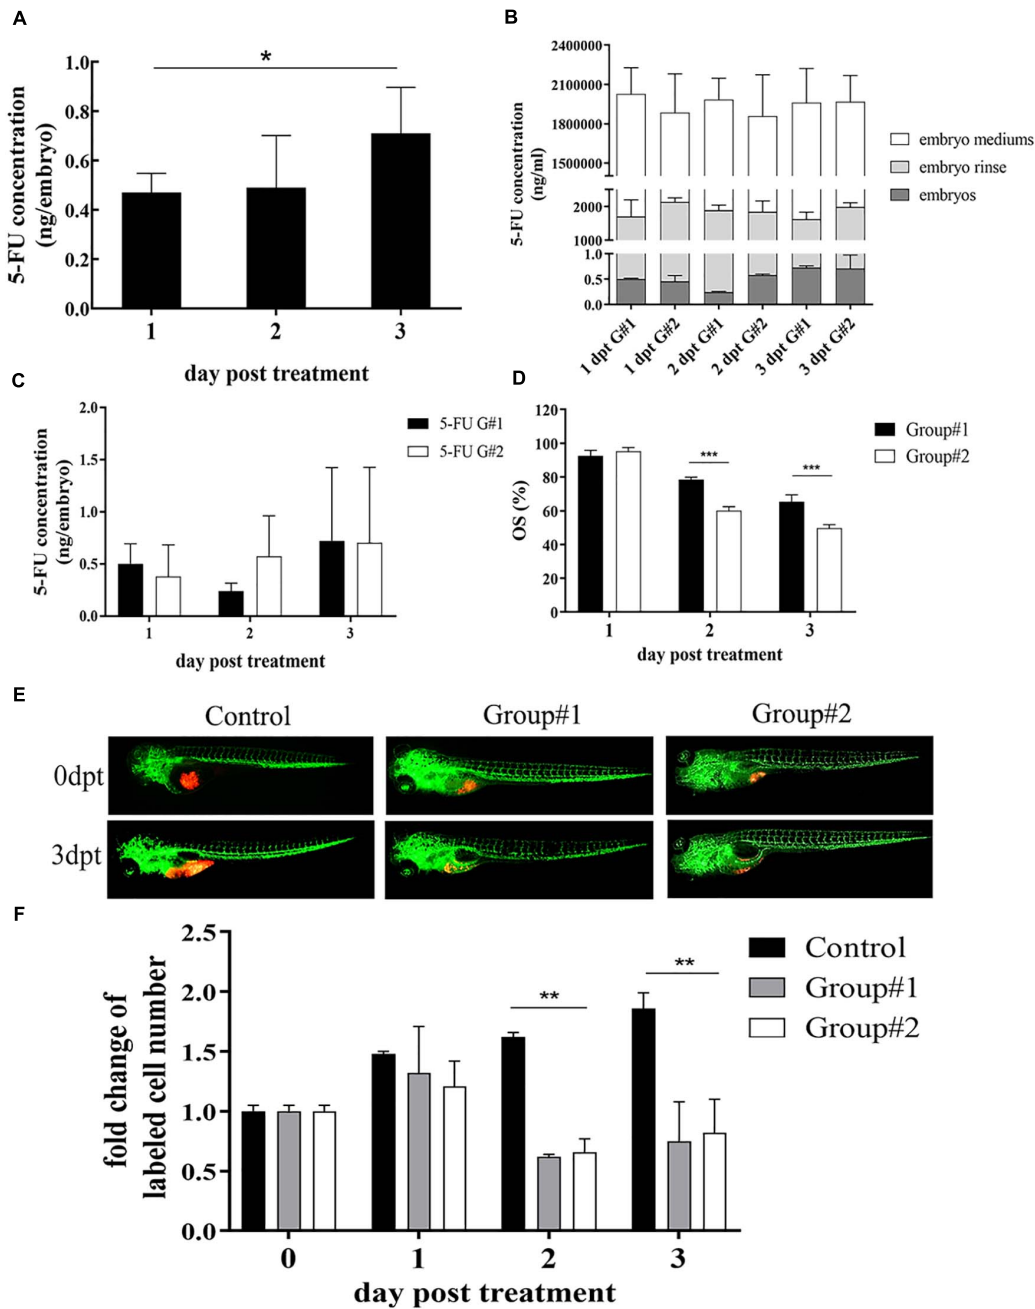 A
5-FU concentration
(ng/embryo)
1.0
0.8
0.6
0.4
0.2
0.0
*
1
2
3
day post treatment
B
5-FU concentration
(ng/ml)
2400000
2100000
1800000
1500000
2000
1000
1.0
0.5
0.0
1 dpt G#1
1 dpt G#2
2 dpt G#1
2 dpt G#2
3 dpt G#1
3 dpt G#2
embryo mediums
embryo rinse
embryos
C
5-FU concentration
(ng/embryo)
2.0
1.5
1.0
0.5
0.0
1
2
3
day post treatment
5-FU G#1
5-FU G#2
D
OS (%)
120
100
80
60
40
20
0
***
***
1
2
3
day post treatment
Group#1
Group#2
E
Control
Group#1
Group#2
0dpt
3dpt
F
fold change of
labeled cell number
2.5
2.0
1.5
1.0
0.5
0.0
**
**
0
1
2
3
day post treatment
Control
Group#1
Group#2